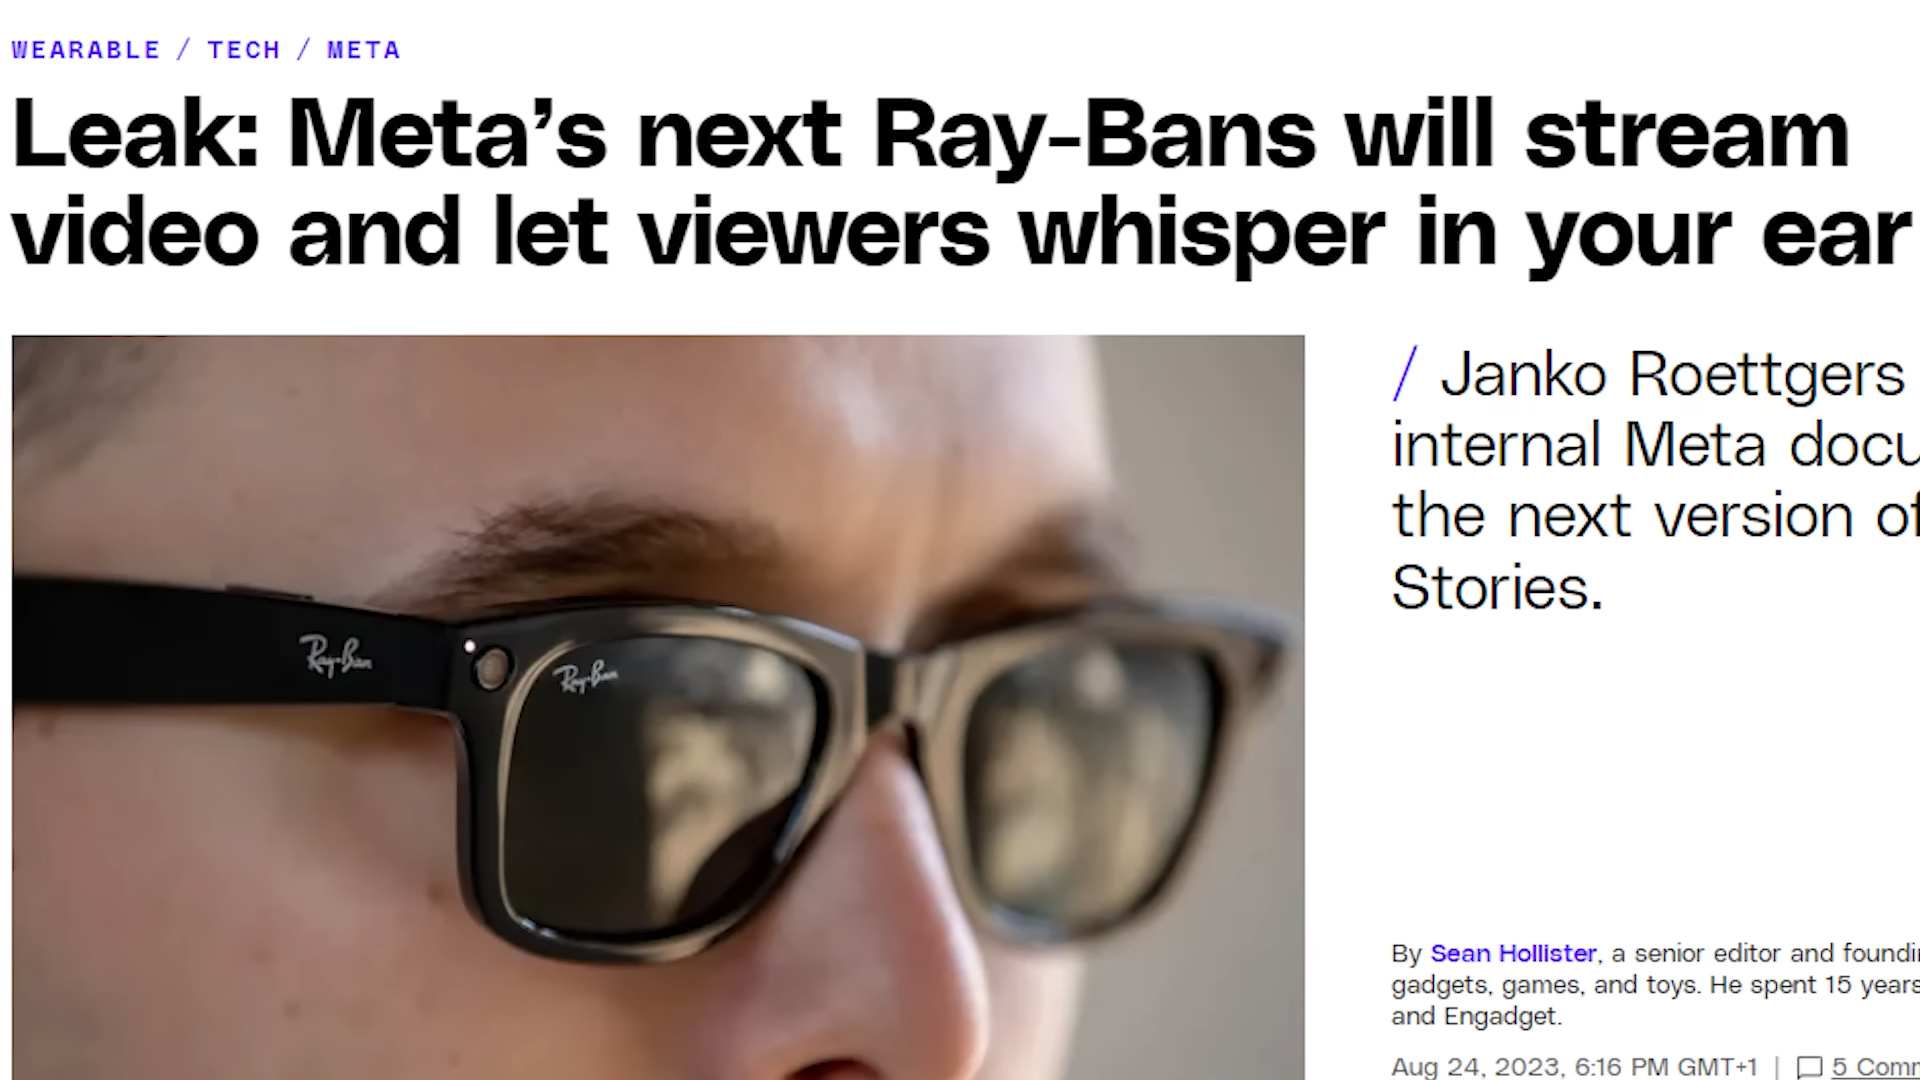 WEARABLE / TECH / META
Leak: Meta’s next Ray-Bans will stream
video and let viewers whisper in your ear
/ Janko Roettgers
internal Meta docu
the next version of
Stories.
Ray-Ban
Ray-Ban
By Sean Hollister, a senior editor and foundi
gadgets, games, and toys. He spent 15 years
and Engadget.
Aug 24, 2023, 6:16 PM GMT+1 | 5 Comm